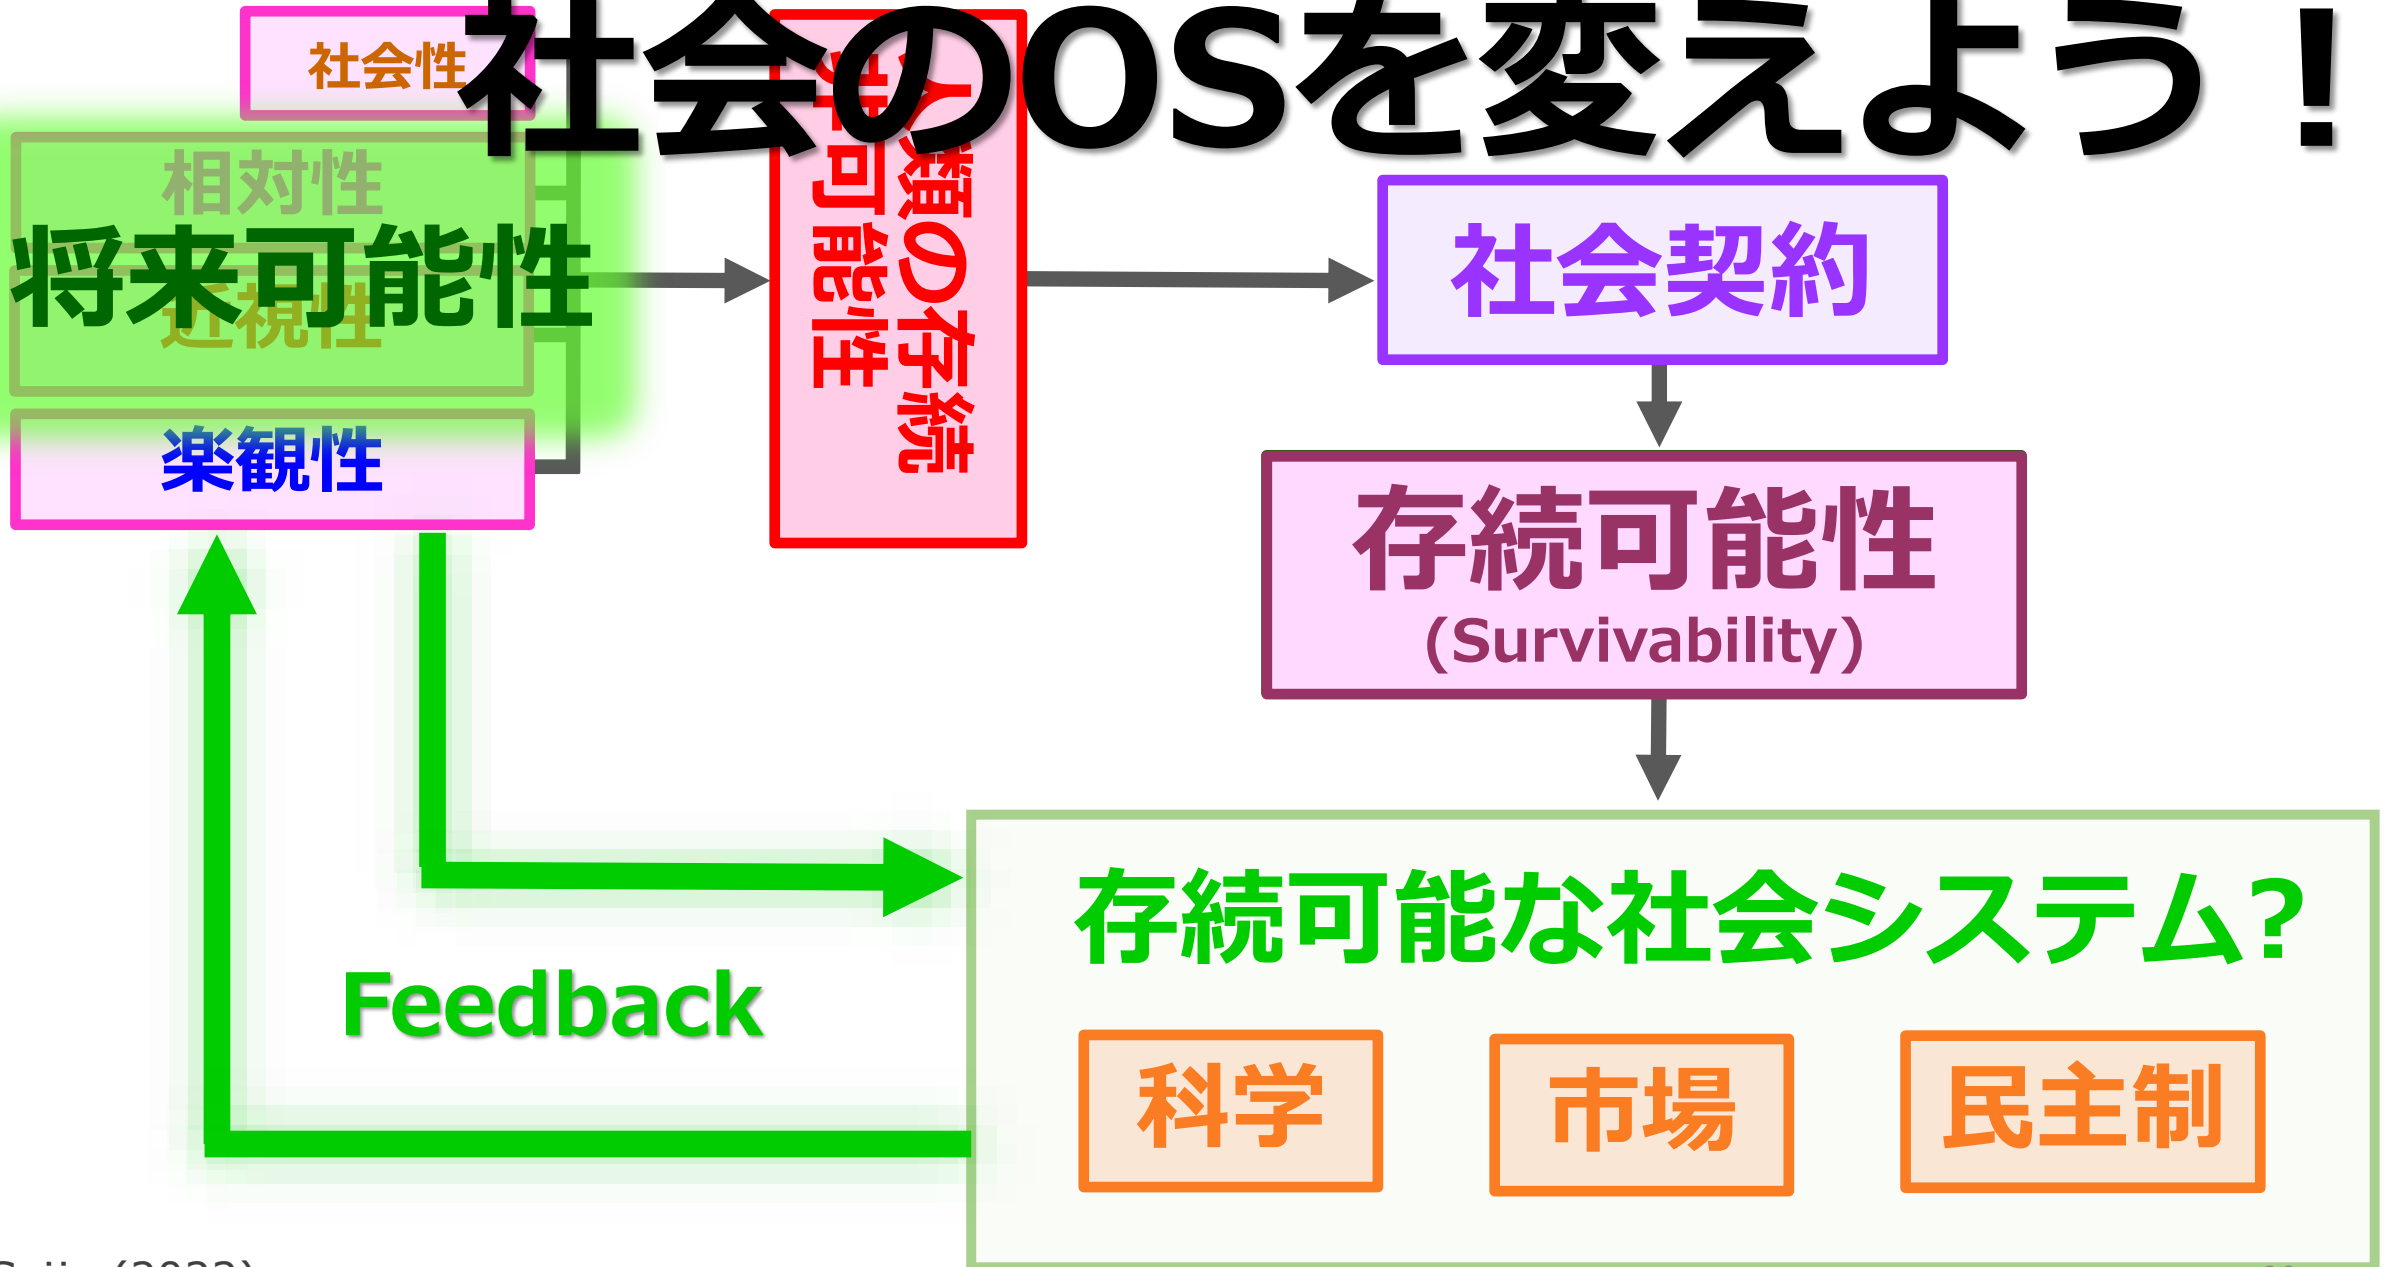 社会のOSを変えよう！
社会性
相対性
将来可能性
近視性
楽観性
人類の存続
非可能性
社会契約
存続可能性
(Survivability)
存続可能な社会システム?
Feedback
科学
市場
民主制
(2022)